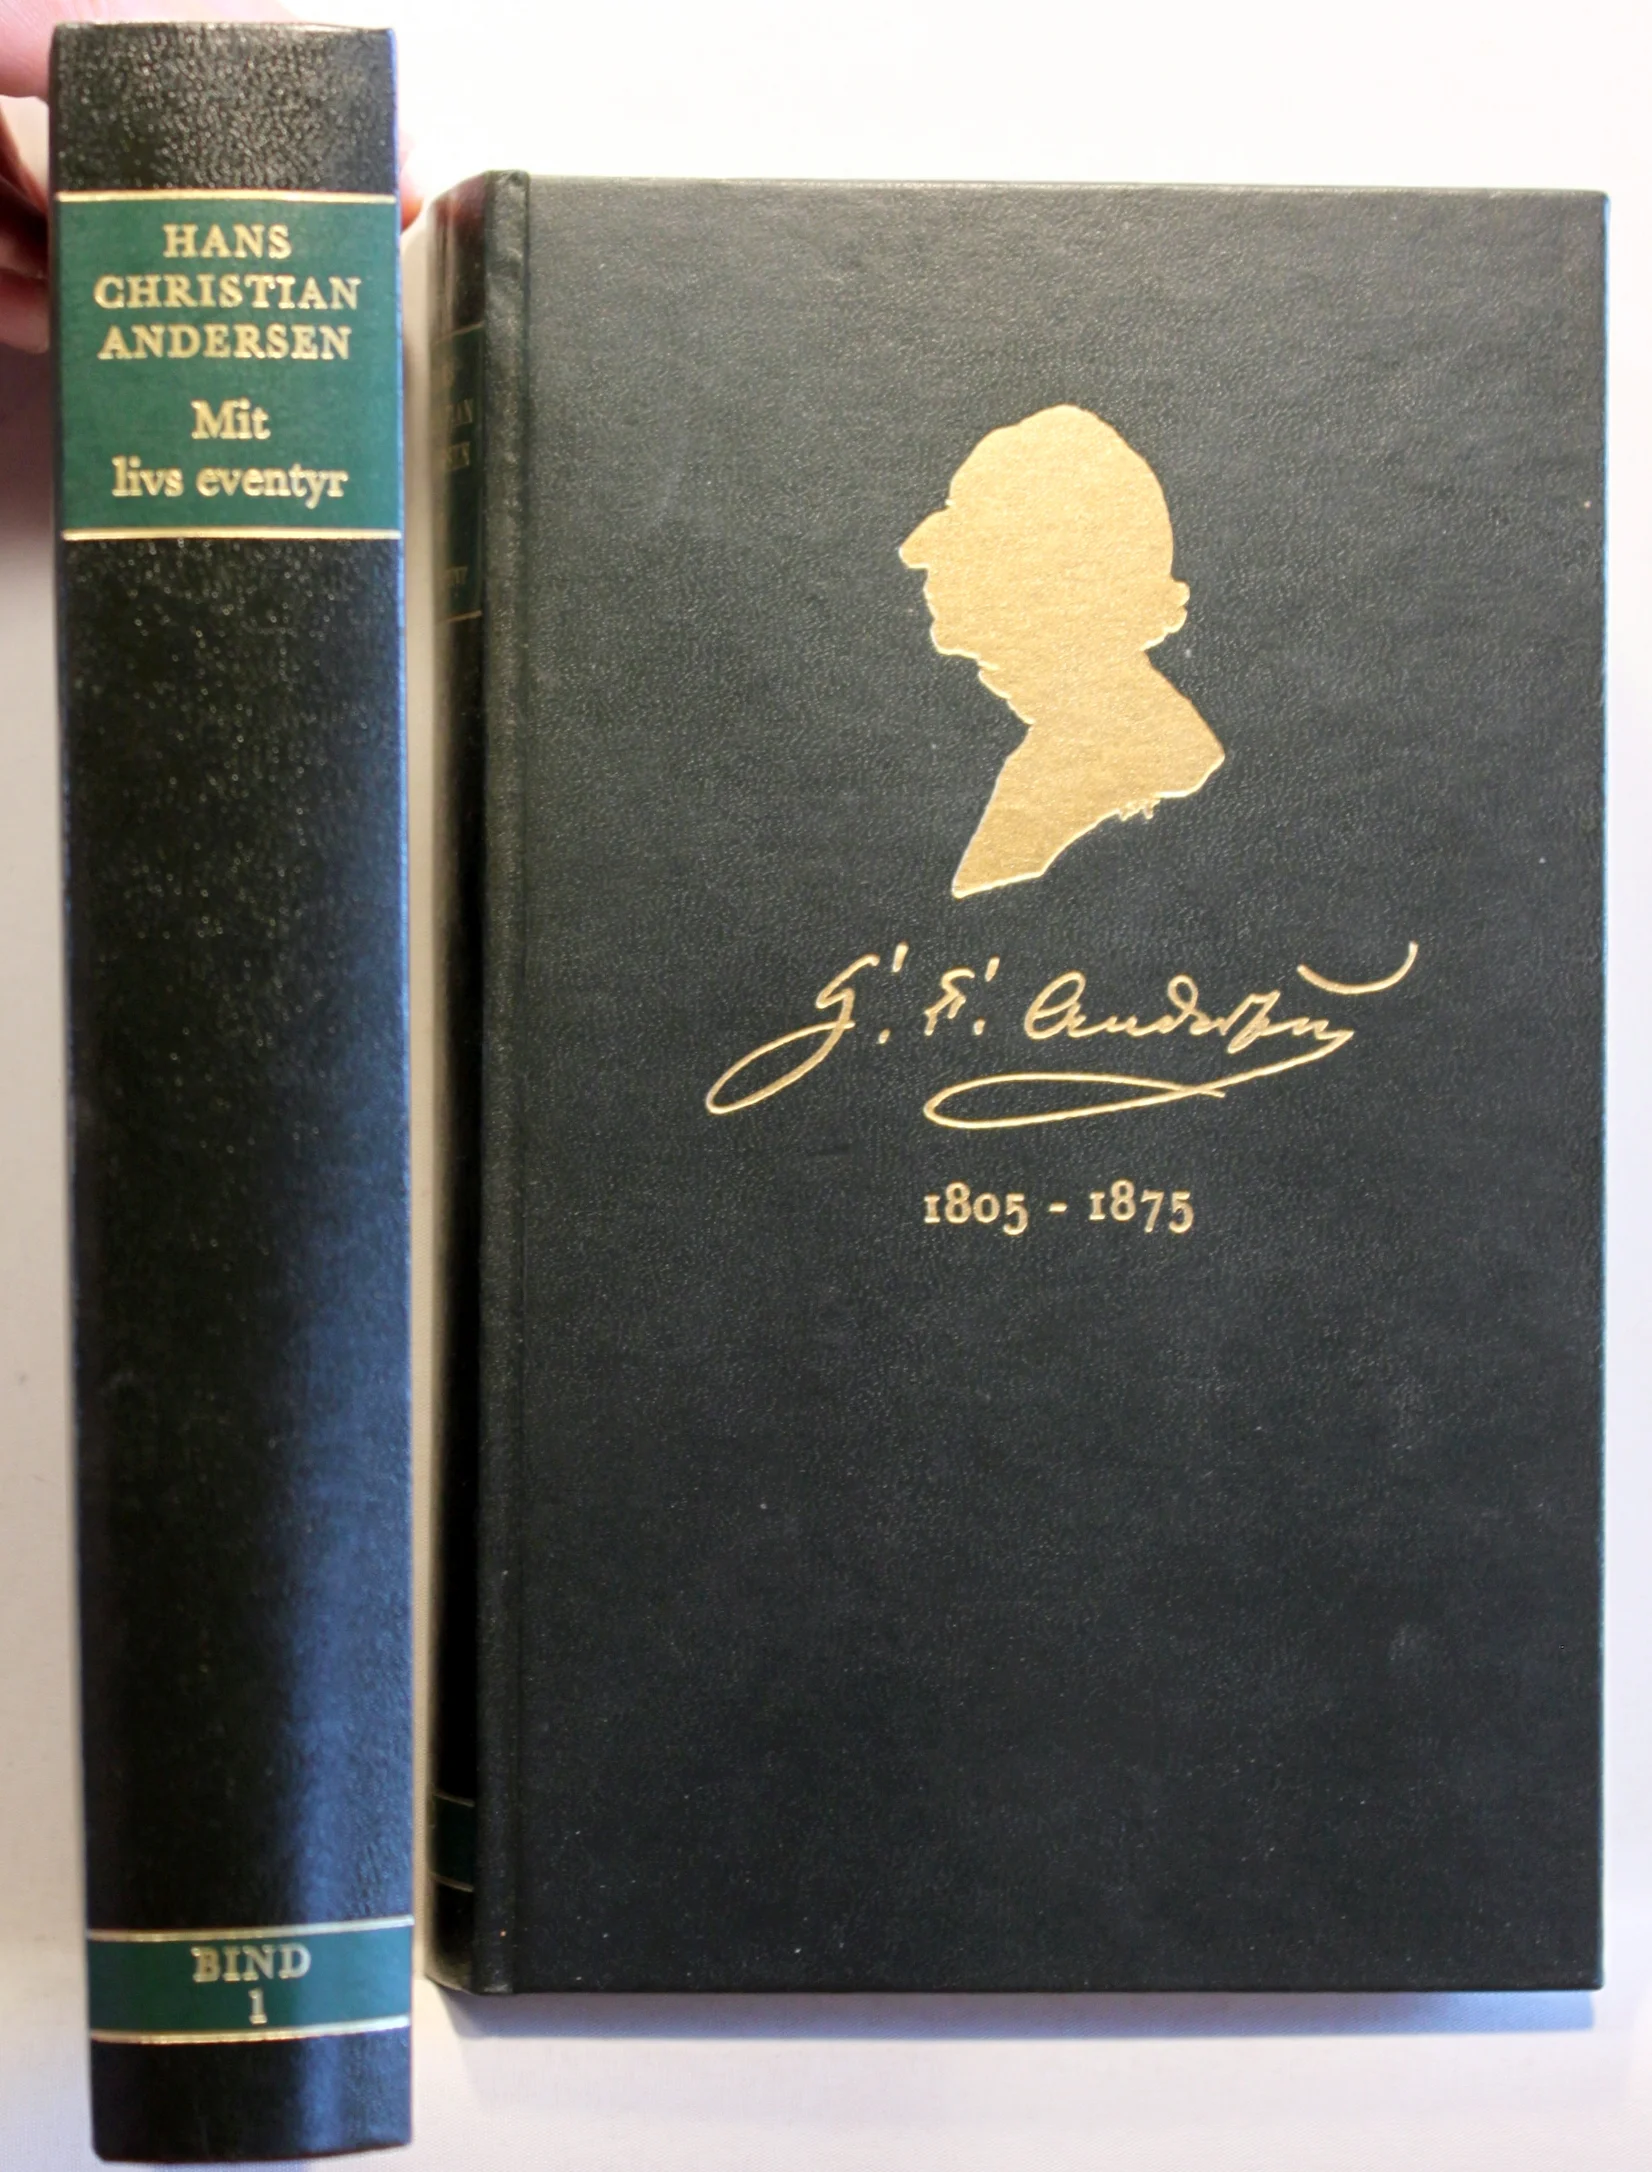 HANS
CHRISTIAN
ANDERSEN
Mit
livs eventyr
BIND
1
H. C. Andersen
1805 - 1875